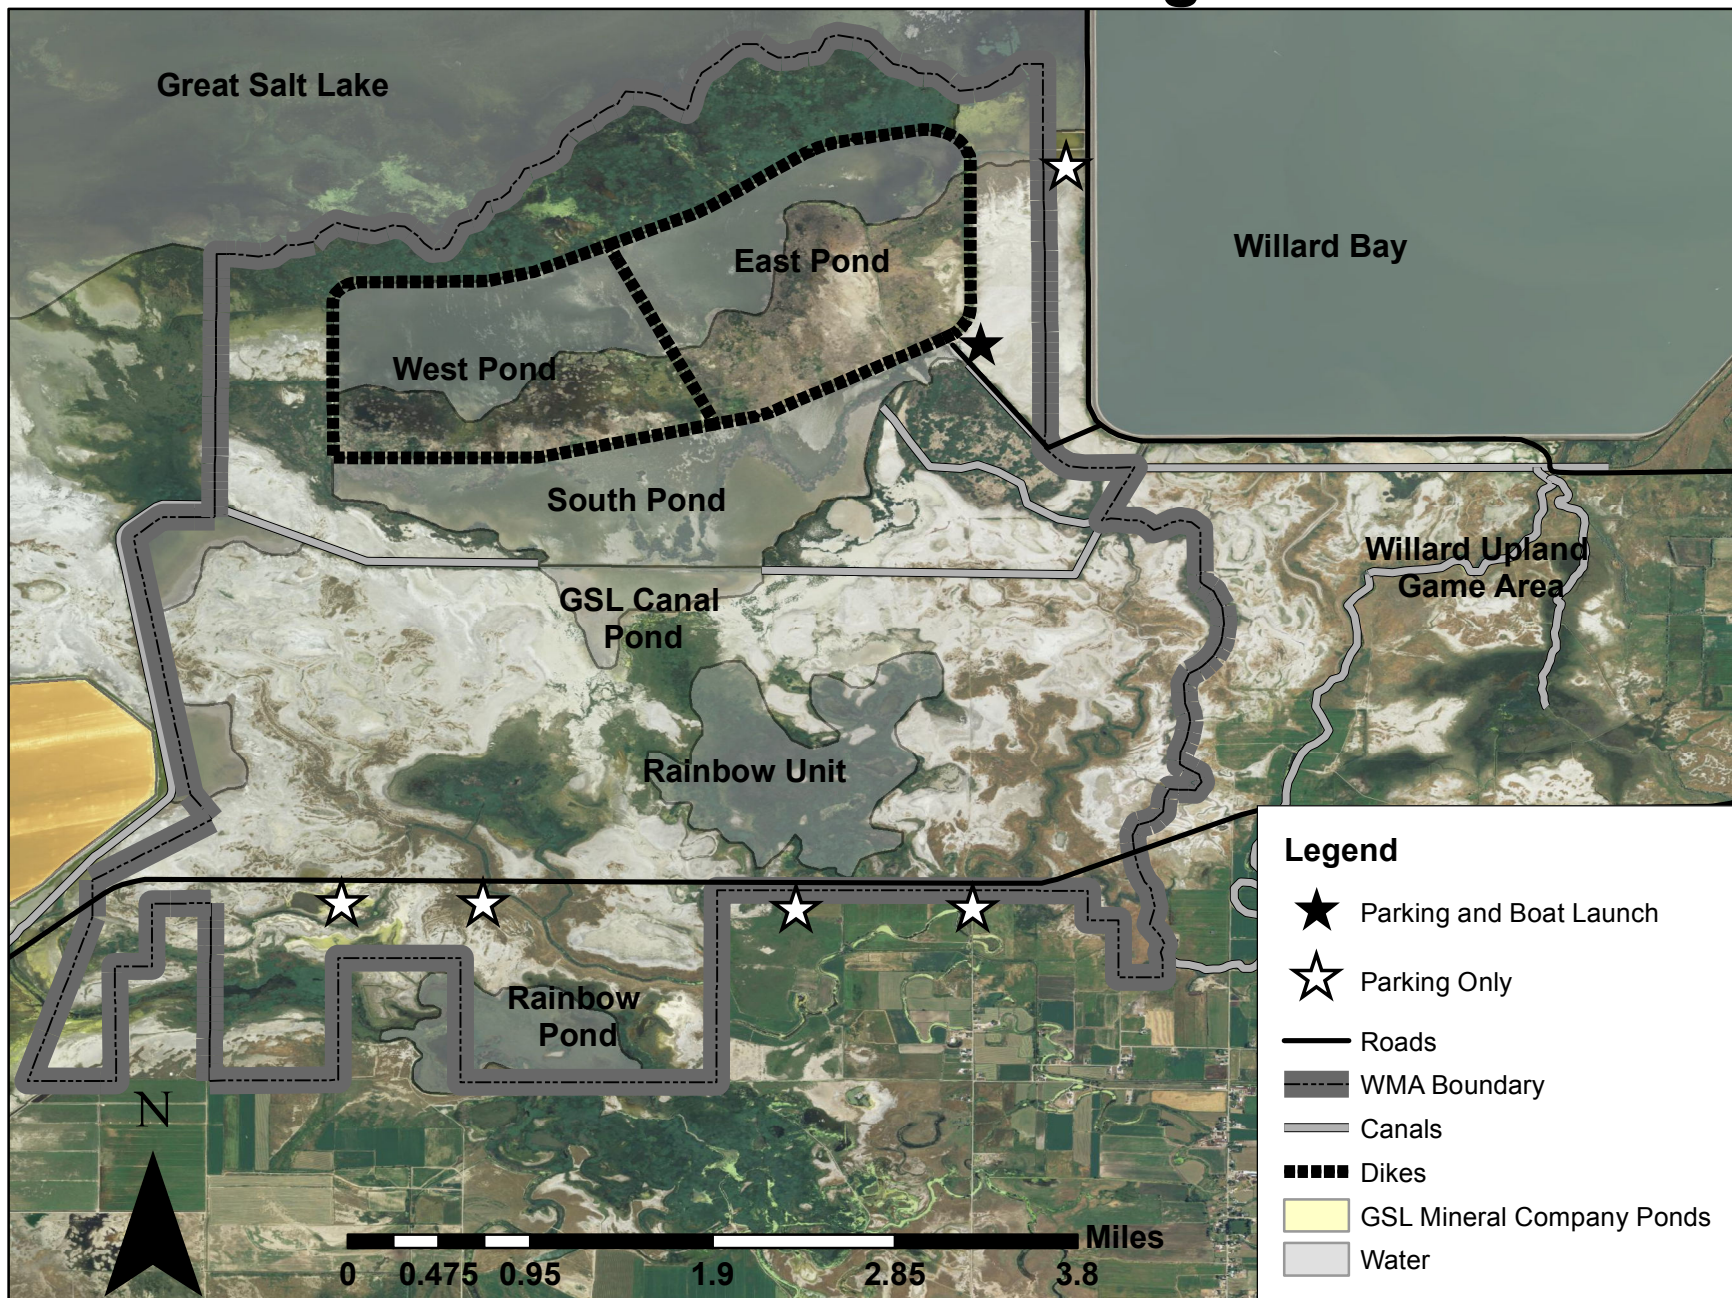 Great Salt Lake
Willard Bay
East Pond
West Pond
South Pond
Willard Upland
Game Area
GSL Canal
Pond
Rainbow Unit
Rainbow
Pond
N
Miles
0 0.475 0.95 1.9 2.85 3.8
Legend
Parking and Boat Launch
Parking Only
Roads
WMA Boundary
Canals
Dikes
GSL Mineral Company Ponds
Water